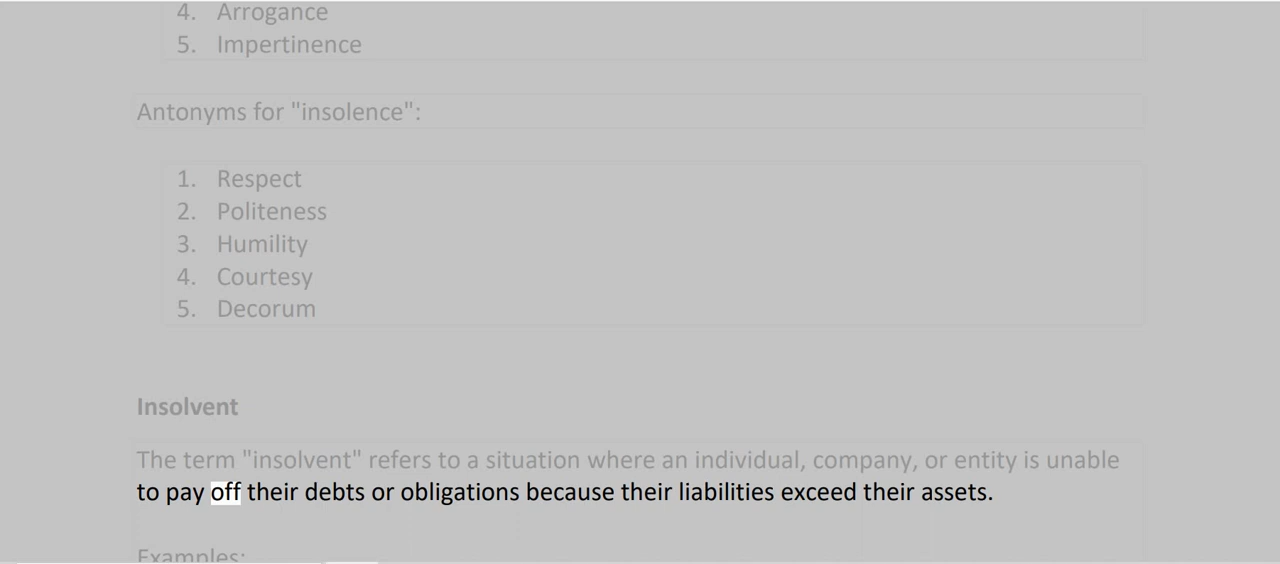 4. Arrogance
5. Impertinence
Antonyms for "insolence":
1. Respect
2. Politeness
3. Humility
4. Courtesy
5. Decorum
Insolvent
The term "insolvent" refers to a situation where an individual, company, or entity is unable
to pay off their debts or obligations because their liabilities exceed their assets.
Examples: